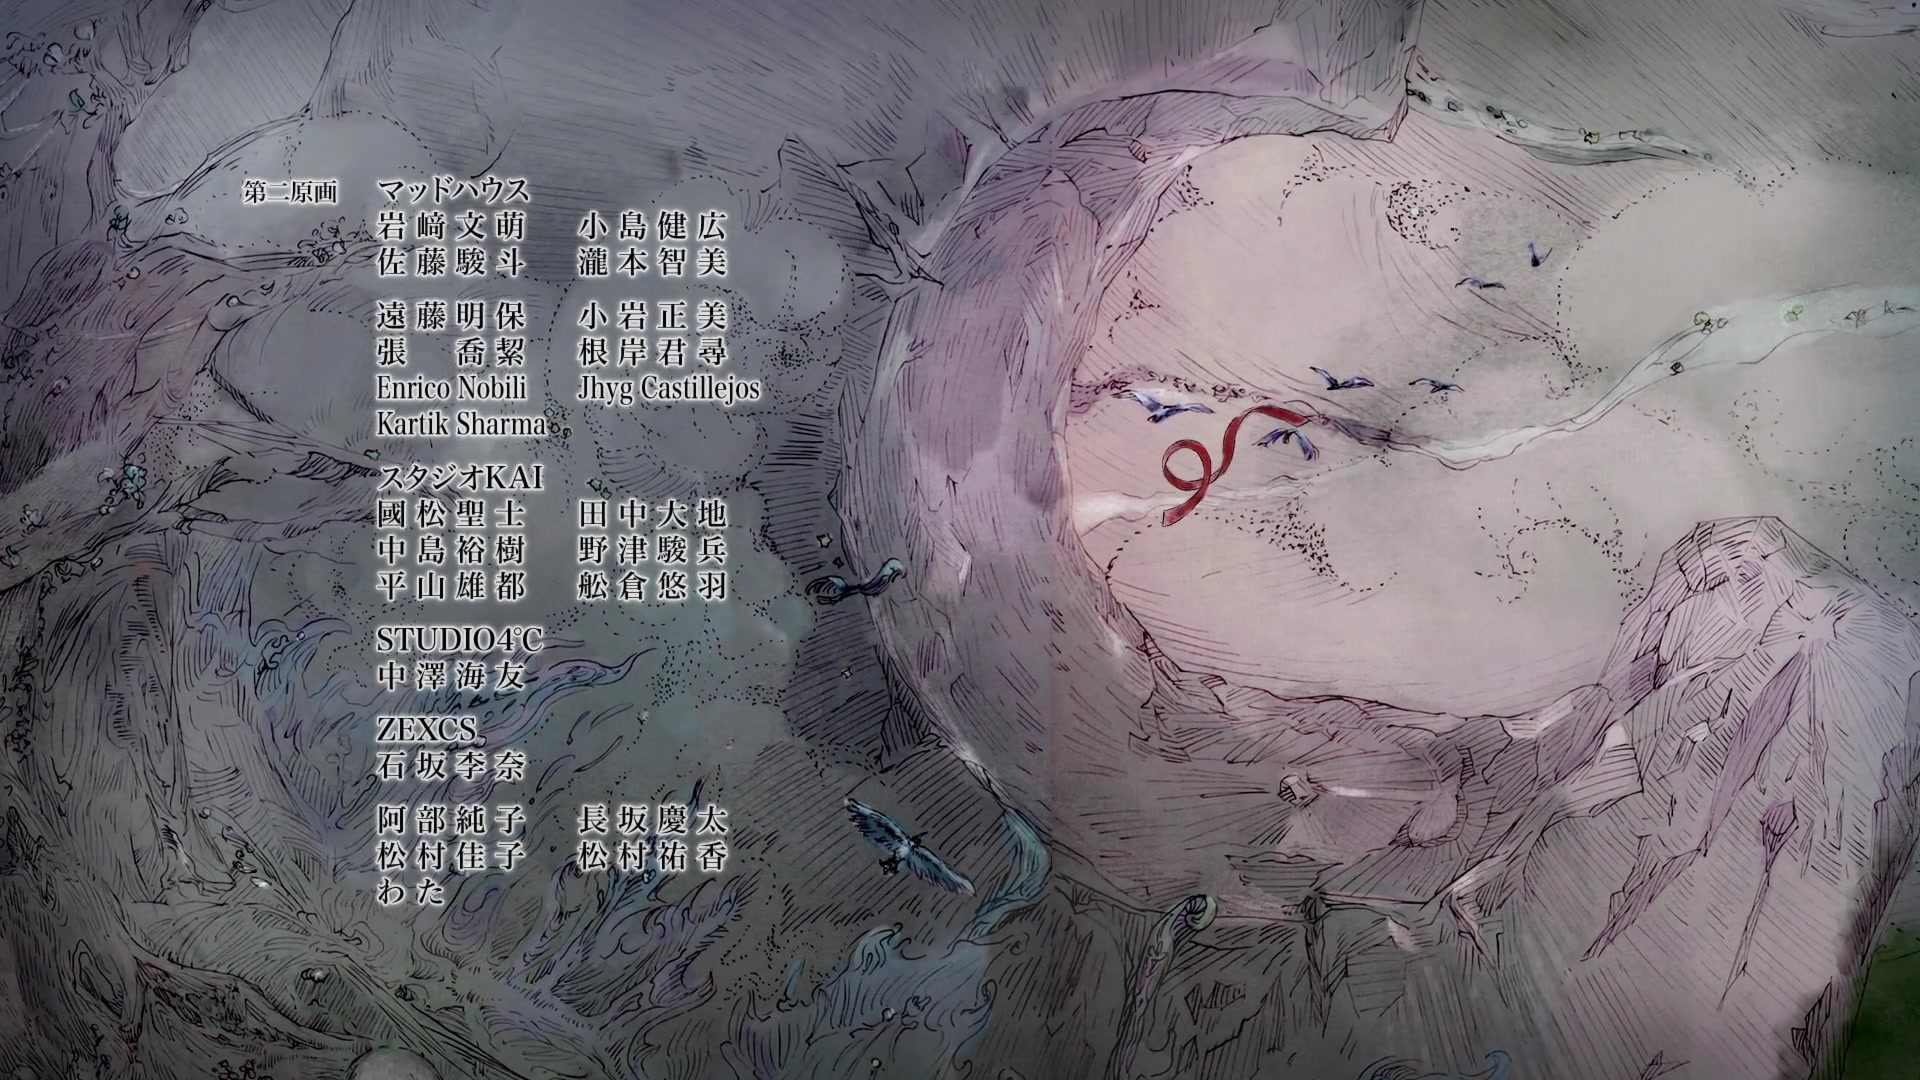 第二原画 マッドハウス
岩﨑文萌 小島健広
佐藤駿斗 瀧本智美
遠藤明保 小岩正美
張 喬絜 根岸君尋
Enrico Nobili Jhyg Castillejos
Kartik Sharma
スタジオKAI
國松聖士 田中大地
中島裕樹 野津駿兵
平山雄都 舩倉悠羽
STUDIO4℃
中澤海友
ZEXCS
石坂李奈
阿部純子 長坂慶太
松村佳子 松村祐香
わた